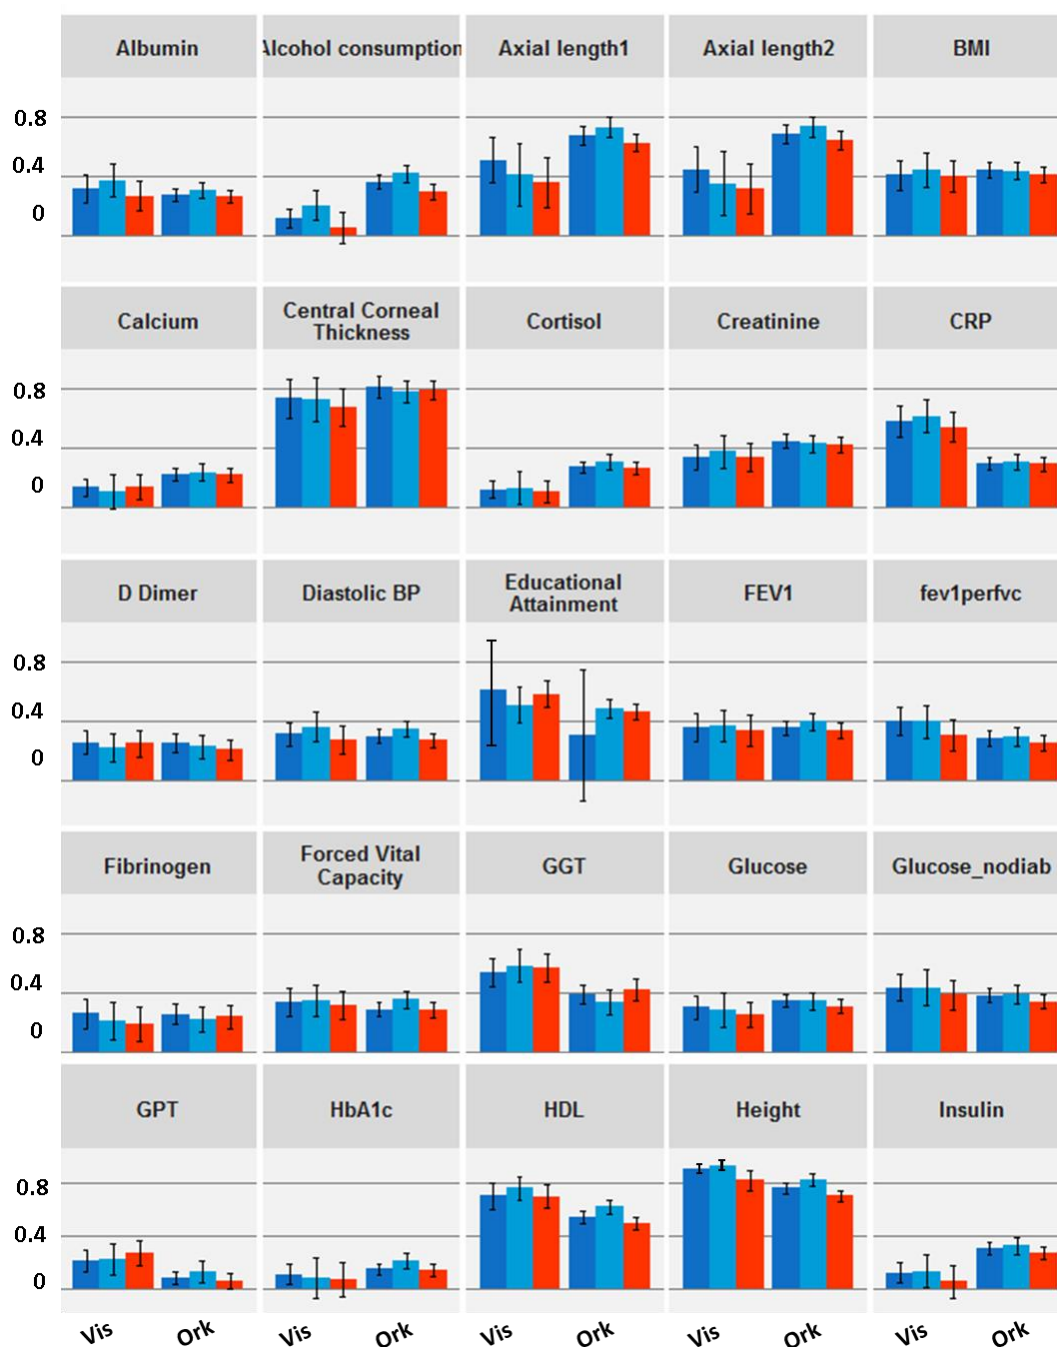 Albumin
Alcohol consumption
Axial length1
Axial length2
BMI
0.8
0.4
0
Calcium
Central Corneal
Thickness
Cortisol
Creatinine
CRP
0.8
0.4
0
D Dimer
Diastolic BP
Educational
Attainment
FEV1
fev1perfvc
0.8
0.4
0
Fibrinogen
Forced Vital
Capacity
GGT
Glucose
Glucose_nodiab
0.8
0.4
0
GPT
HbA1c
HDL
Height
Insulin
0.8
0.4
0
Vis
Ork
Vis
Ork
Vis
Ork
Vis
Ork
Vis
Ork